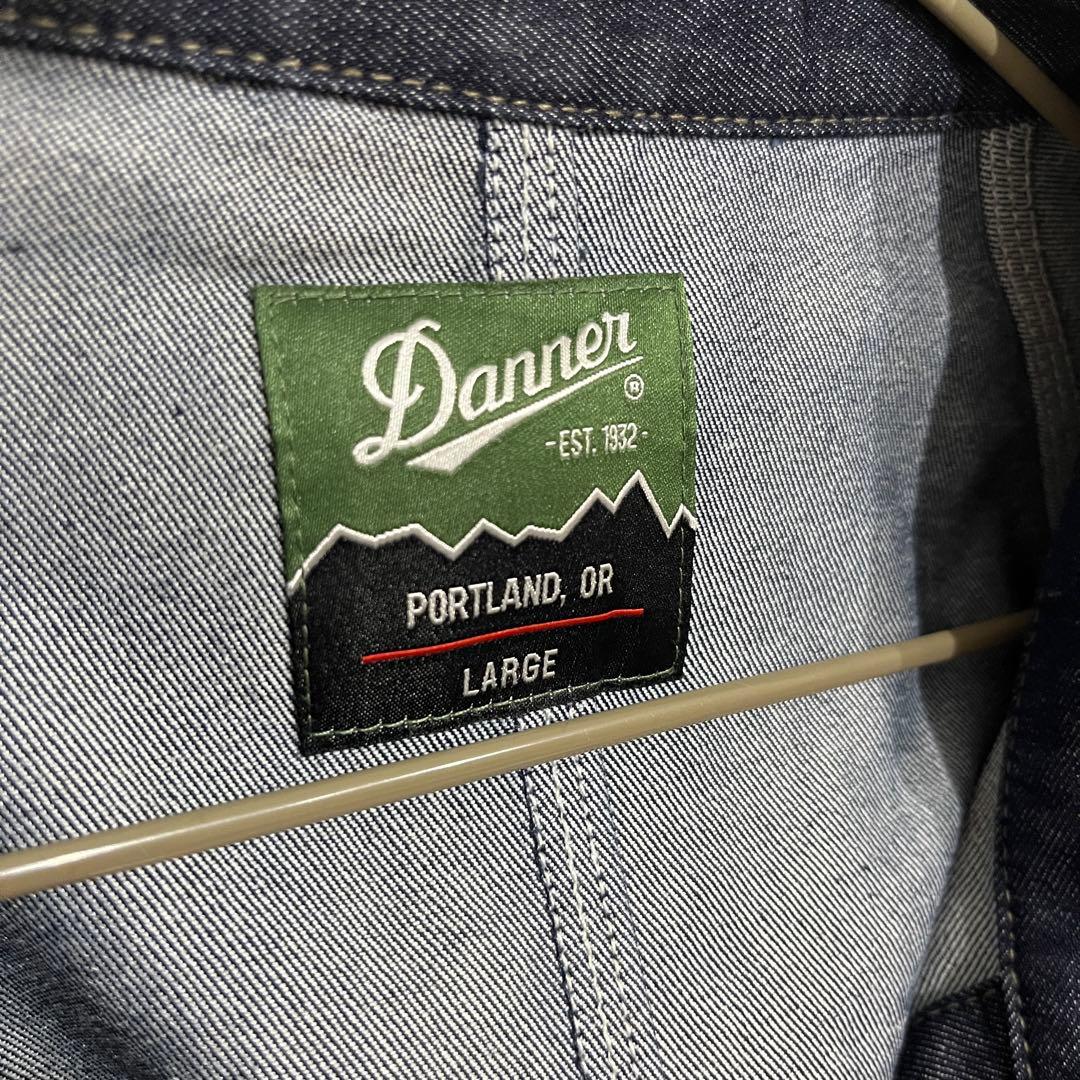 Danner®
-EST. 1932-
PORTLAND, OR
LARGE